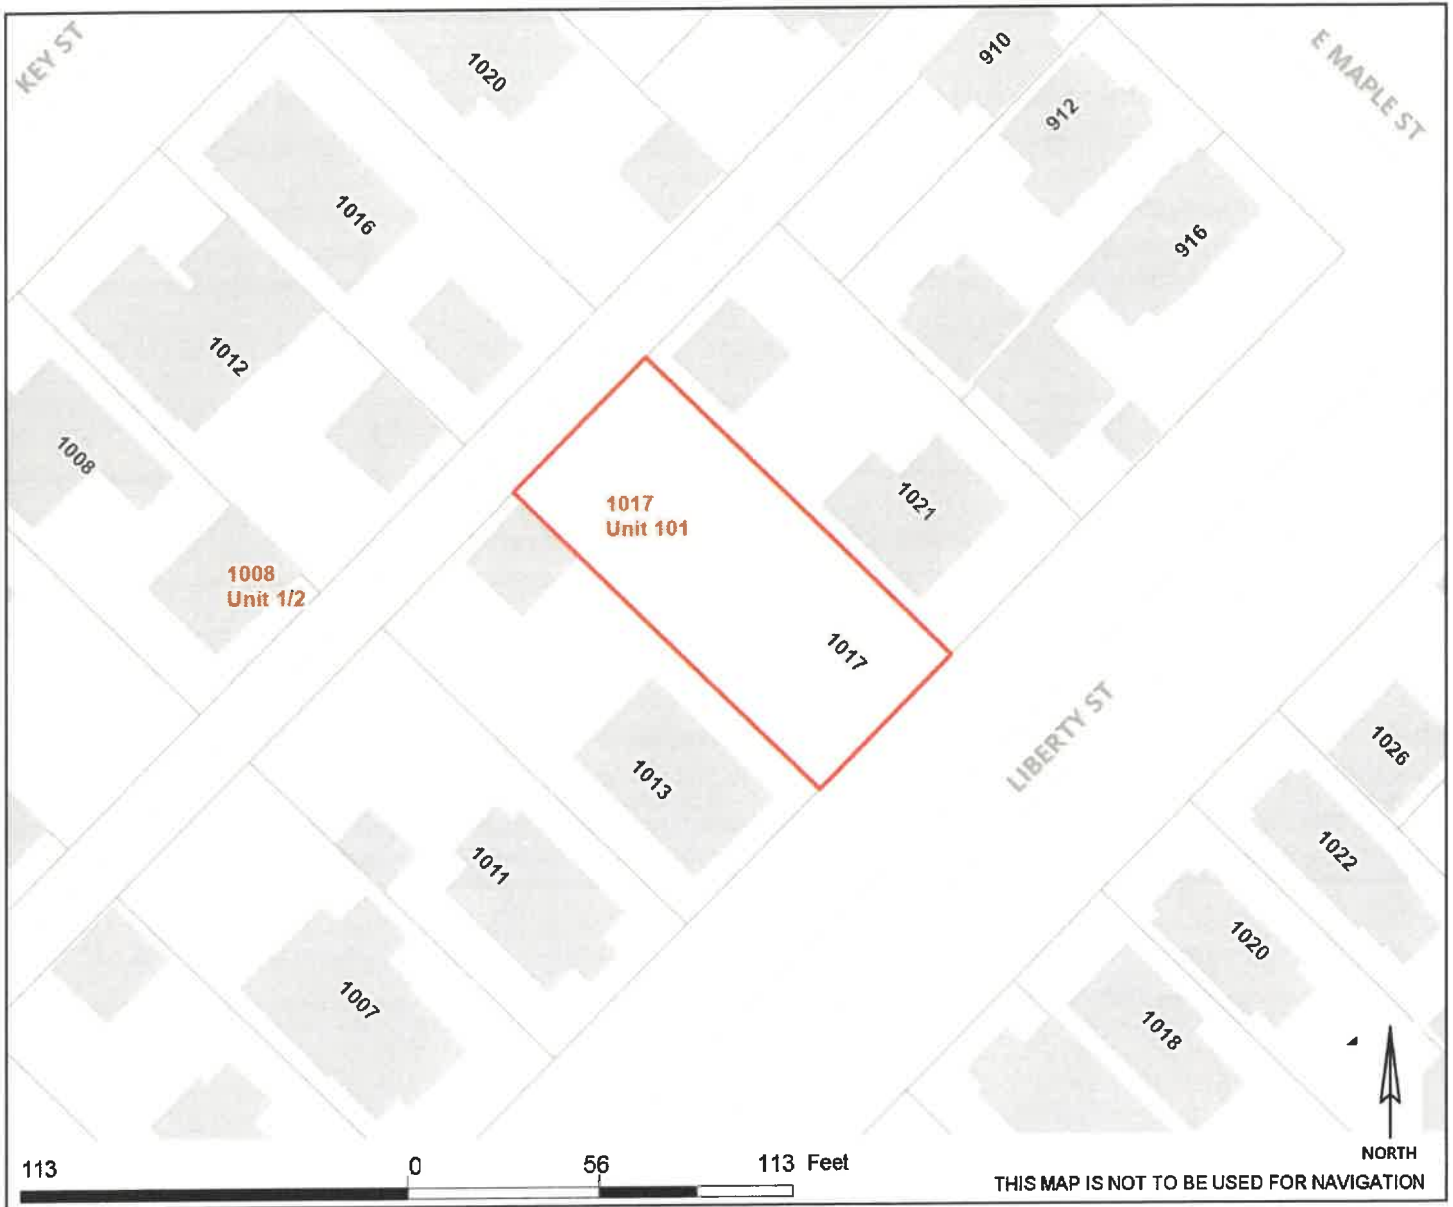 KEY ST
1020
910
E MAPLE ST
912
1016
916
1012
1008
1017
Unit 101
1021
1008
Unit 1/2
1017
LIBERTY ST
1013
1026
1011
1022
1020
1007
1018
113 0 56 113 Feet
NORTH
THIS MAP IS NOT TO BE USED FOR NAVIGATION